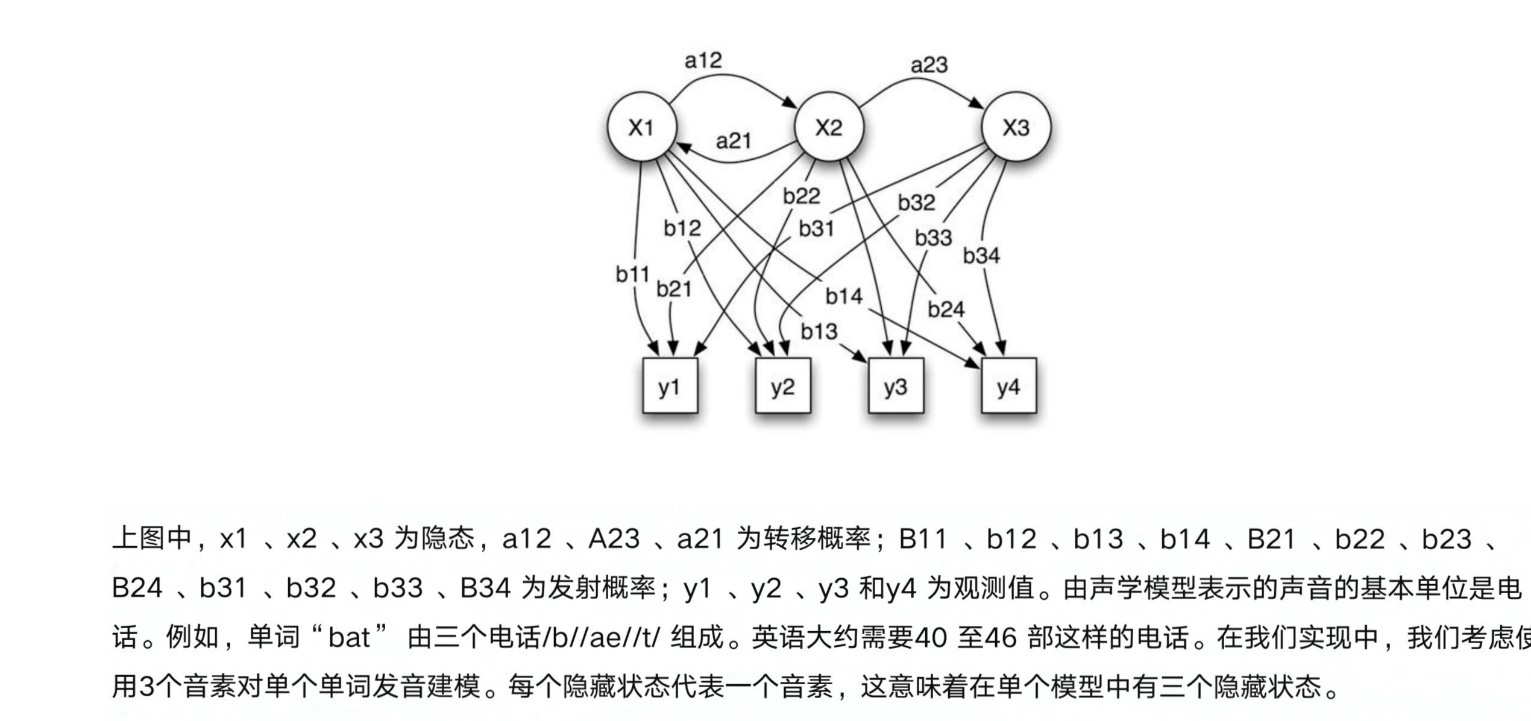 a12
a23
X1
X2
X3
a21
b22
b32
b12
b31
b33
b34
b11
b21
b14
b24
b13
y1
y2
y3
y4
上图中，x1 、x2 、x3 为隐态，a12 、A23 、a21 为转移概率；B11 、b12 、b13 、b14 、B21 、b22 、b23 、
B24 、b31 、b32 、b33 、B34 为发射概率；y1 、y2 、y3 和y4 为观测值。由声学模型表示的声音的基本单位是电
话。例如，单词“bat” 由三个电话/b//ae//t/ 组成。英语大约需要40 至46 部这样的电话。在我们实现中，我们考虑使
用3个音素对单个单词发音建模。每个隐藏状态代表一个音素，这意味着在单个模型中有三个隐藏状态。